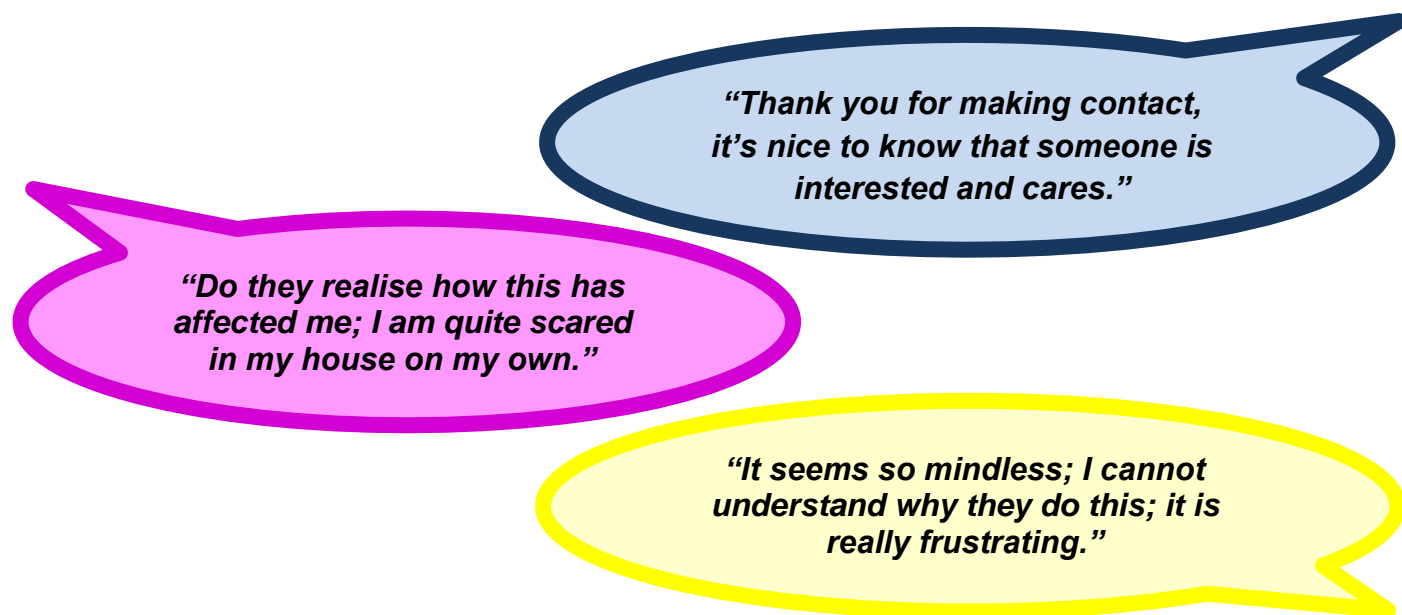 “Thank you for making contact,
it’s nice to know that someone is
interested and cares.”
“Do they realise how this has
affected me; I am quite scared
in my house on my own.”
“It seems so mindless; I cannot
understand why they do this; it is
really frustrating.”